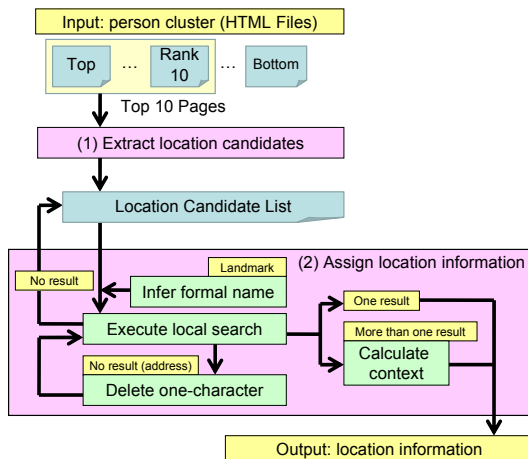 Input: person cluster (HTML Files)
Top … Rank 10 … Bottom
Top 10 Pages
(1) Extract location candidates
Location Candidate List
(2) Assign location information
Landmark
No result
Infer formal name
One result
Execute local search
More than one result
Calculate
context
No result (address)
Delete one-character
Output: location information